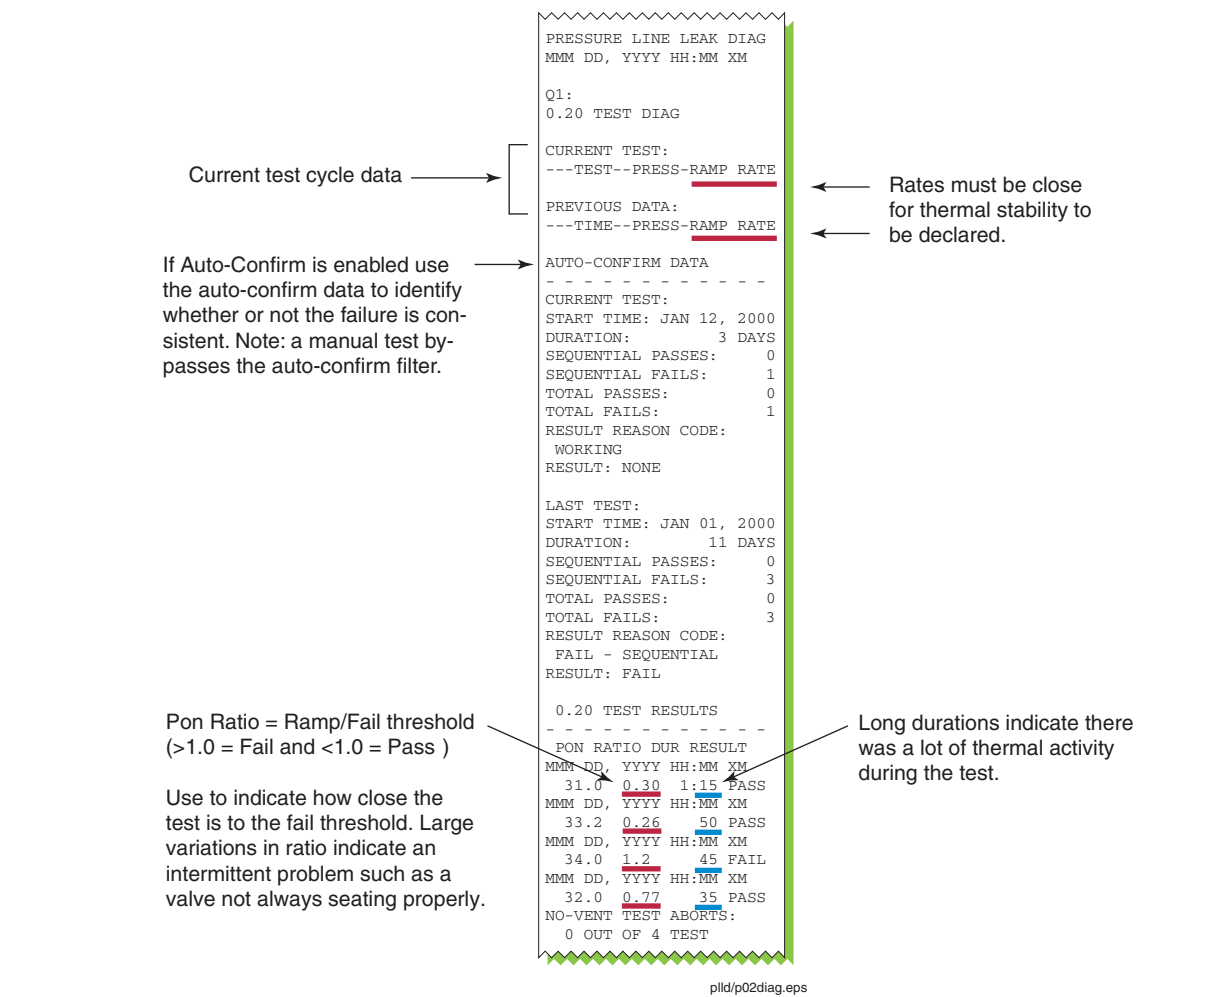 PRESSURE LINE LEAK DIAG
MMM DD, YYYY HH:MM XM
Q1:
0.20 TEST DIAG
CURRENT TEST:
---TEST--PRESS-RAMP RATE
PREVIOUS DATA:
---TIME--PRESS-RAMP RATE
AUTO-CONFIRM DATA
- - - - - - - - - - - -
CURRENT TEST:
START TIME: JAN 12, 2000
DURATION: 3 DAYS
SEQUENTIAL PASSES: 0
SEQUENTIAL FAILS: 1
TOTAL PASSES: 0
TOTAL FAILS: 1
RESULT REASON CODE:
WORKING
RESULT: NONE
LAST TEST:
START TIME: JAN 01, 2000
DURATION: 11 DAYS
SEQUENTIAL PASSES: 0
SEQUENTIAL FAILS: 3
TOTAL PASSES: 0
TOTAL FAILS: 3
RESULT REASON CODE:
FAIL - SEQUENTIAL
RESULT: FAIL
0.20 TEST RESULTS
- - - - - - - - - - - -
PON RATIO DUR RESULT
MMM DD, YYYY HH:MM XM
31.0 0.30 1:15 PASS
MMM DD, YYYY HH:MM XM
33.2 0.26 50 PASS
MMM DD, YYYY HH:MM XM
34.0 1.2 45 FAIL
MMM DD, YYYY HH:MM XM
32.0 0.77 35 PASS
NO-VENT TEST ABORTS:
0 OUT OF 4 TEST
Current test cycle data
Rates must be close
for thermal stability to
be declared.
If Auto-Confirm is enabled use
the auto-confirm data to identify
whether or not the failure is con-
sistent. Note: a manual test by-
passes the auto-confirm filter.
Pon Ratio = Ramp/Fail threshold
(>1.0 = Fail and <1.0 = Pass )
Use to indicate how close the
test is to the fail threshold. Large
variations in ratio indicate an
intermittent problem such as a
valve not always seating properly.
Long durations indicate there
was a lot of thermal activity
during the test.
plld/p02diag.eps